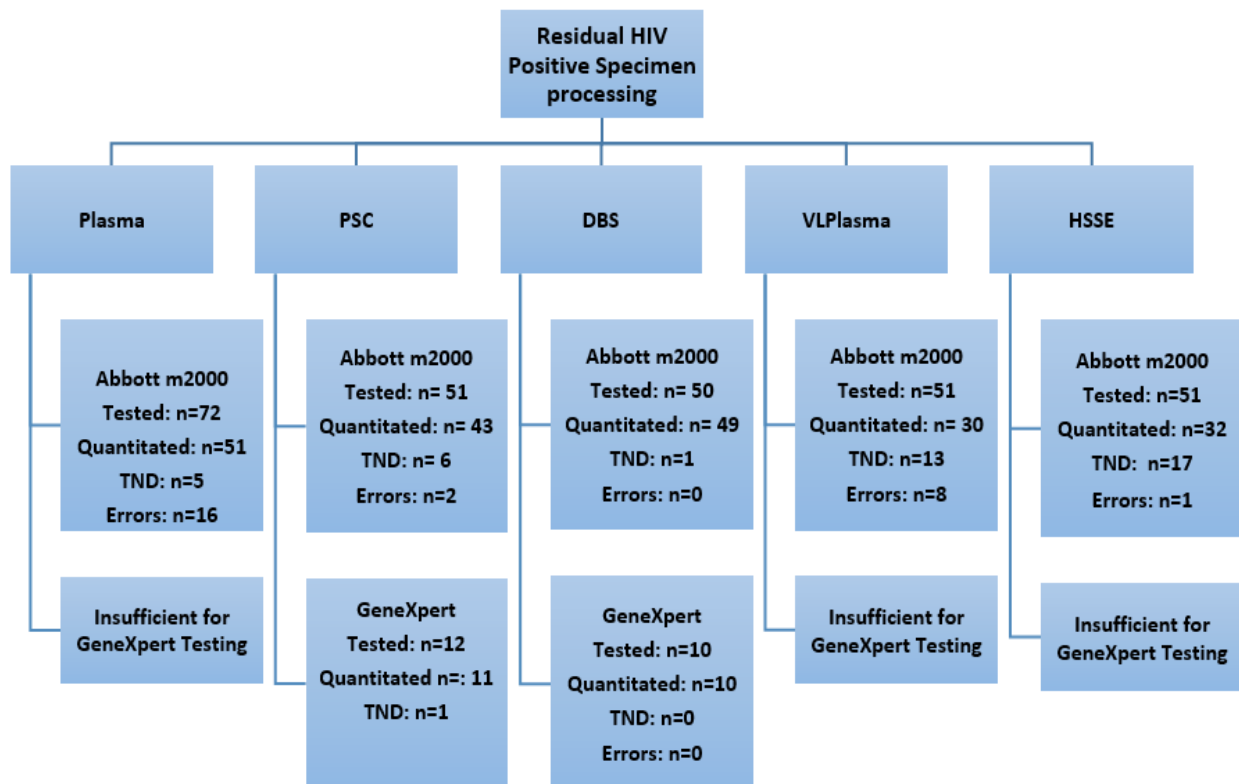 Residual HIV
Positive Specimen
processing
Plasma
PSC
DBS
VLPlasma
HSSE
Abbott m2000
Tested: n=72
Quantitated: n=51
TND: n=5
Errors: n=16
Abbott m2000
Tested: n= 51
Quantitated: n= 43
TND: n= 6
Errors: n=2
Abbott m2000
Tested: n= 50
Quantitated: n= 49
TND: n=1
Errors: n=0
Abbott m2000
Tested: n=51
Quantitated: n= 30
TND: n=13
Errors: n=8
Abbott m2000
Tested: n=51
Quantitated: n=32
TND: n=17
Errors: n=1
Insufficient for
GeneXpert Testing
GeneXpert
Tested: n=12
Quantitated n=: 11
TND: n=1
GeneXpert
Tested: n=10
Quantitated: n=10
TND: n=0
Errors: n=0
Insufficient for
GeneXpert Testing
Insufficient for
GeneXpert Testing